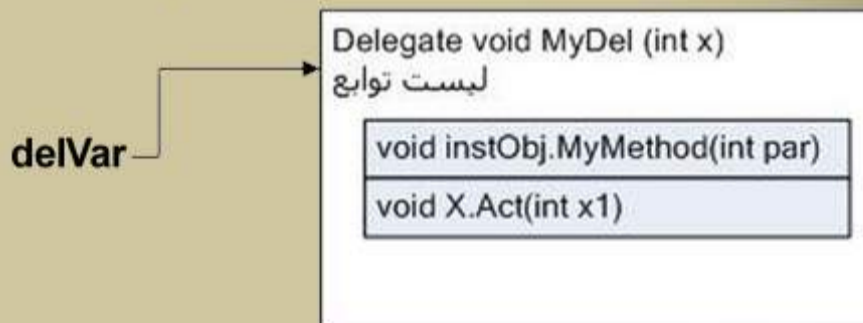 Delegate void MyDel (int x)
لیست توابع
delVar
void instObj.MyMethod(int par)
void X.Act(int x1)